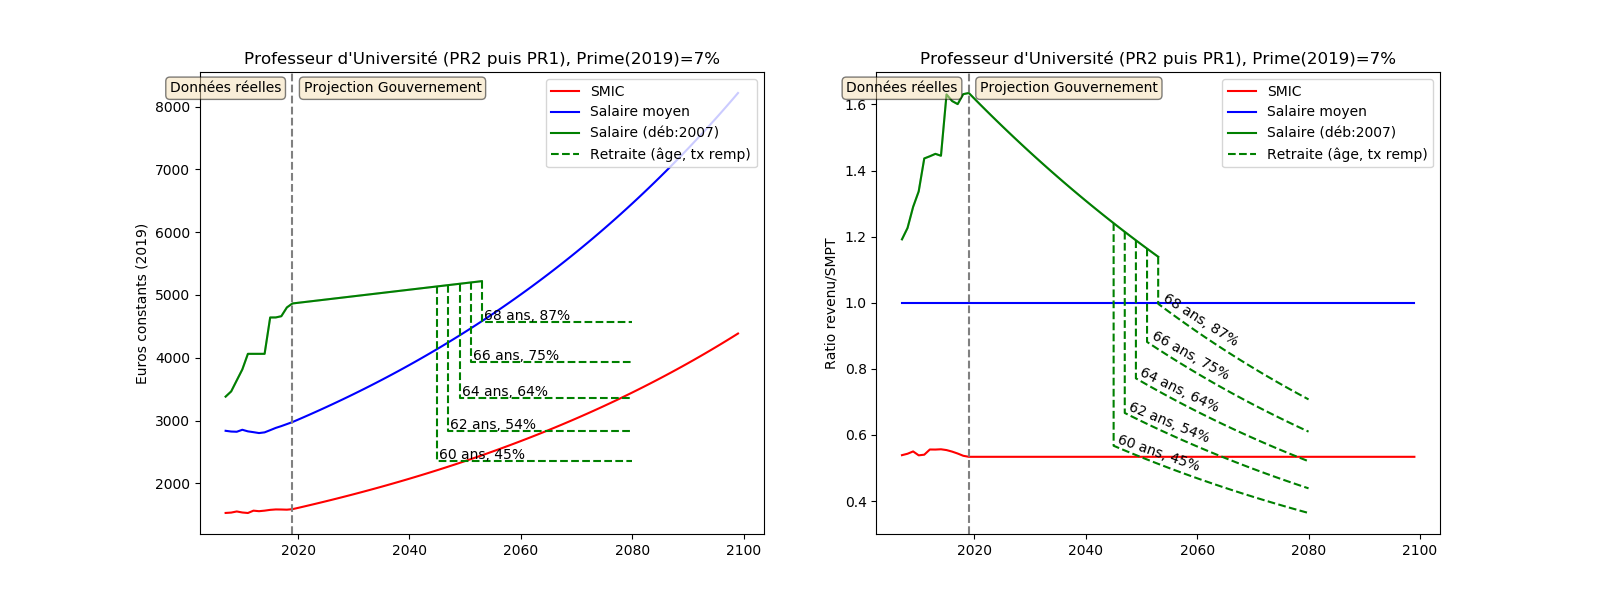 Professeur d'Université (PR2 puis PR1), Prime(2019)=7%
Données réelles
Projection Gouvernement
SMIC
Salaire moyen
Salaire (déb:2007)
Retraite (âge, tx remp)
Euros constants (2019)
8000
7000
6000
5000
4000
3000
2000
68 ans, 87%
66 ans, 75%
64 ans, 64%
62 ans, 54%
60 ans, 45%
2020
2040
2060
2080
2100
Professeur d'Université (PR2 puis PR1), Prime(2019)=7%
Données réelles
Projection Gouvernement
SMIC
Salaire moyen
Salaire (déb:2007)
Retraite (âge, tx remp)
Ratio revenu/SMPT
1.6
1.4
1.2
1.0
0.8
0.6
0.4
68 ans, 87%
66 ans, 75%
64 ans, 64%
62 ans, 54%
60 ans, 45%
2020
2040
2060
2080
2100